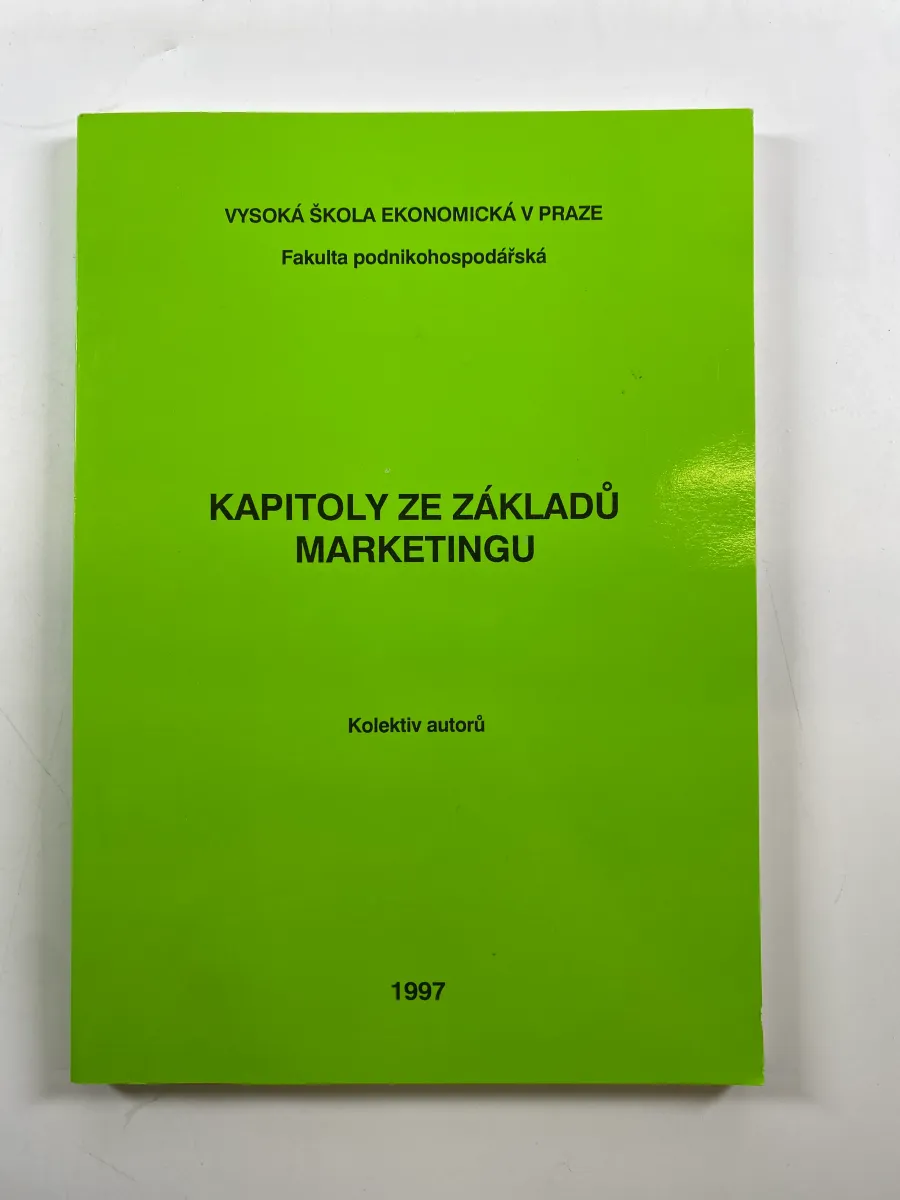 VYSOKÁ ŠKOLA EKONOMICKÁ V PRAZE
Fakulta podnikohospodářská
KAPITOLY ZE ZÁKLADŮ
MARKETINGU
Kolektiv autorů
1997